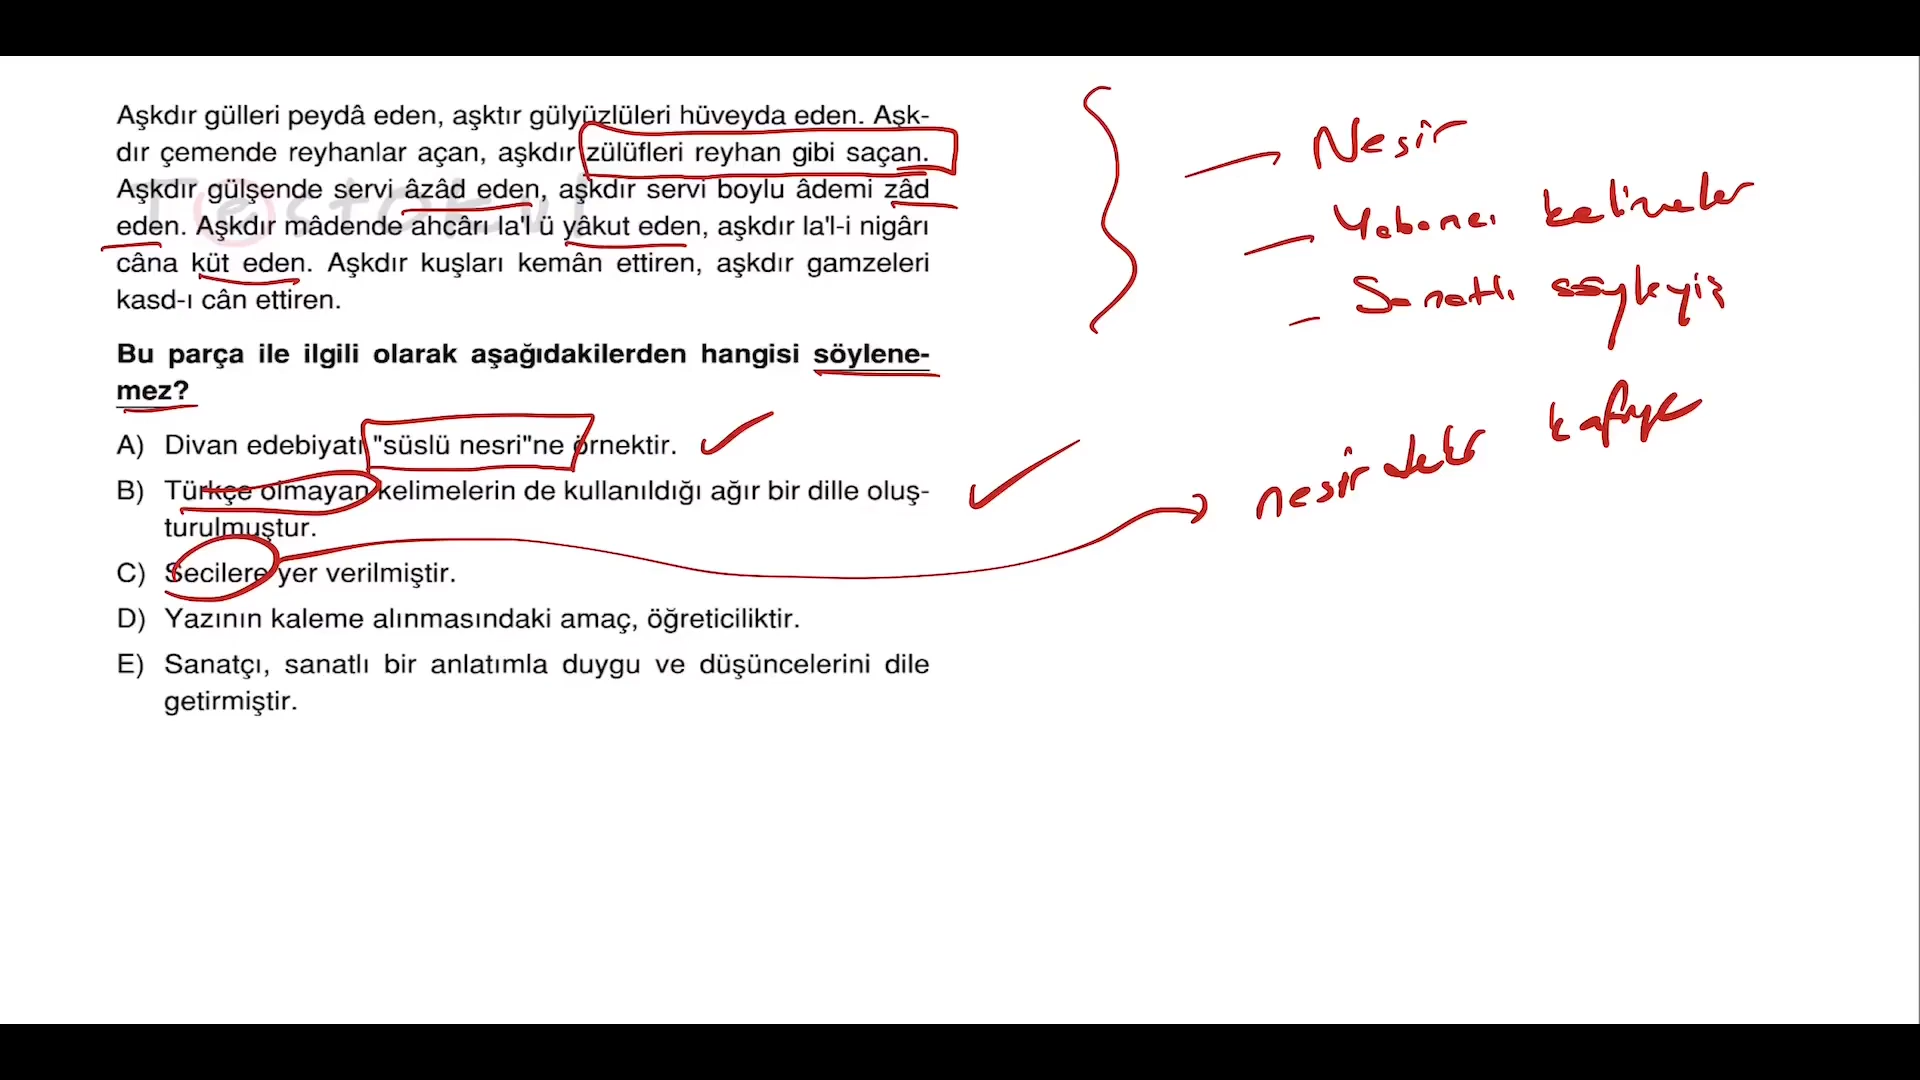 Aşkdır gülleri peydâ eden, aşktır gülyüzlüleri hüveyda eden. Aşk-
dır çemende reyhanlar açan, aşkdır zülüfleri reyhan gibi saçan.
Aşkdır gülşende servi âzâd eden, aşkdır servi boylu âdemi zâd
eden. Aşkdır mâdende ahcârı la'l ü yâkut eden, aşkdır la'l-i nigârı
câna küt eden. Aşkdır kuşları kemân ettiren, aşkdır gamzeleri
kasd-ı cân ettiren.
Bu parça ile ilgili olarak aşağıdakilerden hangisi söylene-
mez?
A) Divan edebiyatı "süslü nesri"ne örnektir.
B) Türkçe olmayan kelimelerin de kullanıldığı ağır bir dille oluş-
turulmuştur.
C) Secilere yer verilmiştir.
D) Yazının kaleme alınmasındaki amaç, öğreticiliktir.
E) Sanatçı, sanatlı bir anlatımla duygu ve düşüncelerini dile
getirmiştir.
Testokul
Nesir
Yabancı kelimeler
Sanatlı söyleyiş
nesirdeki kafiye